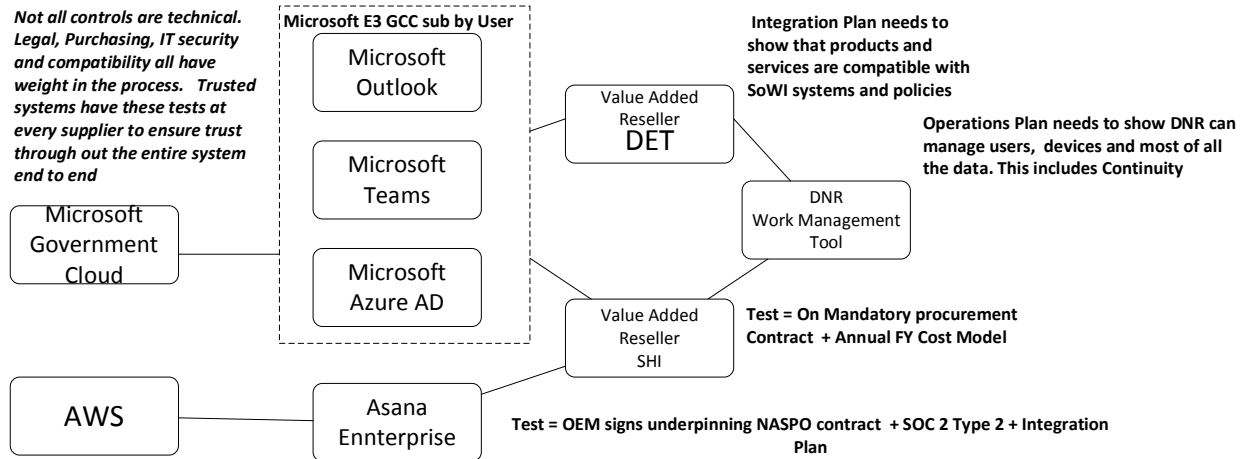 Not all controls are technical.
Legal, Purchasing, IT security
and compatibility all have
weight in the process. Trusted
systems have these tests at
every supplier to ensure trust
through out the entire system
end to end
Microsoft E3 GCC sub by User
Microsoft
Outlook
Microsoft
Teams
Microsoft
Azure AD
Microsoft
Government
Cloud
Value Added
Reseller
DET
Integration Plan needs to
show that products and
services are compatible with
SoWI systems and policies
Operations Plan needs to show DNR can
manage users, devices and most of all
the data. This includes Continuity
DNR
Work Management
Tool
Value Added
Reseller
SHI
Test = On Mandatory procurement
Contract + Annual FY Cost Model
AWS
Asana
Ennterprise
Test = OEM signs underpinning NASPO contract + SOC 2 Type 2 + Integration
Plan